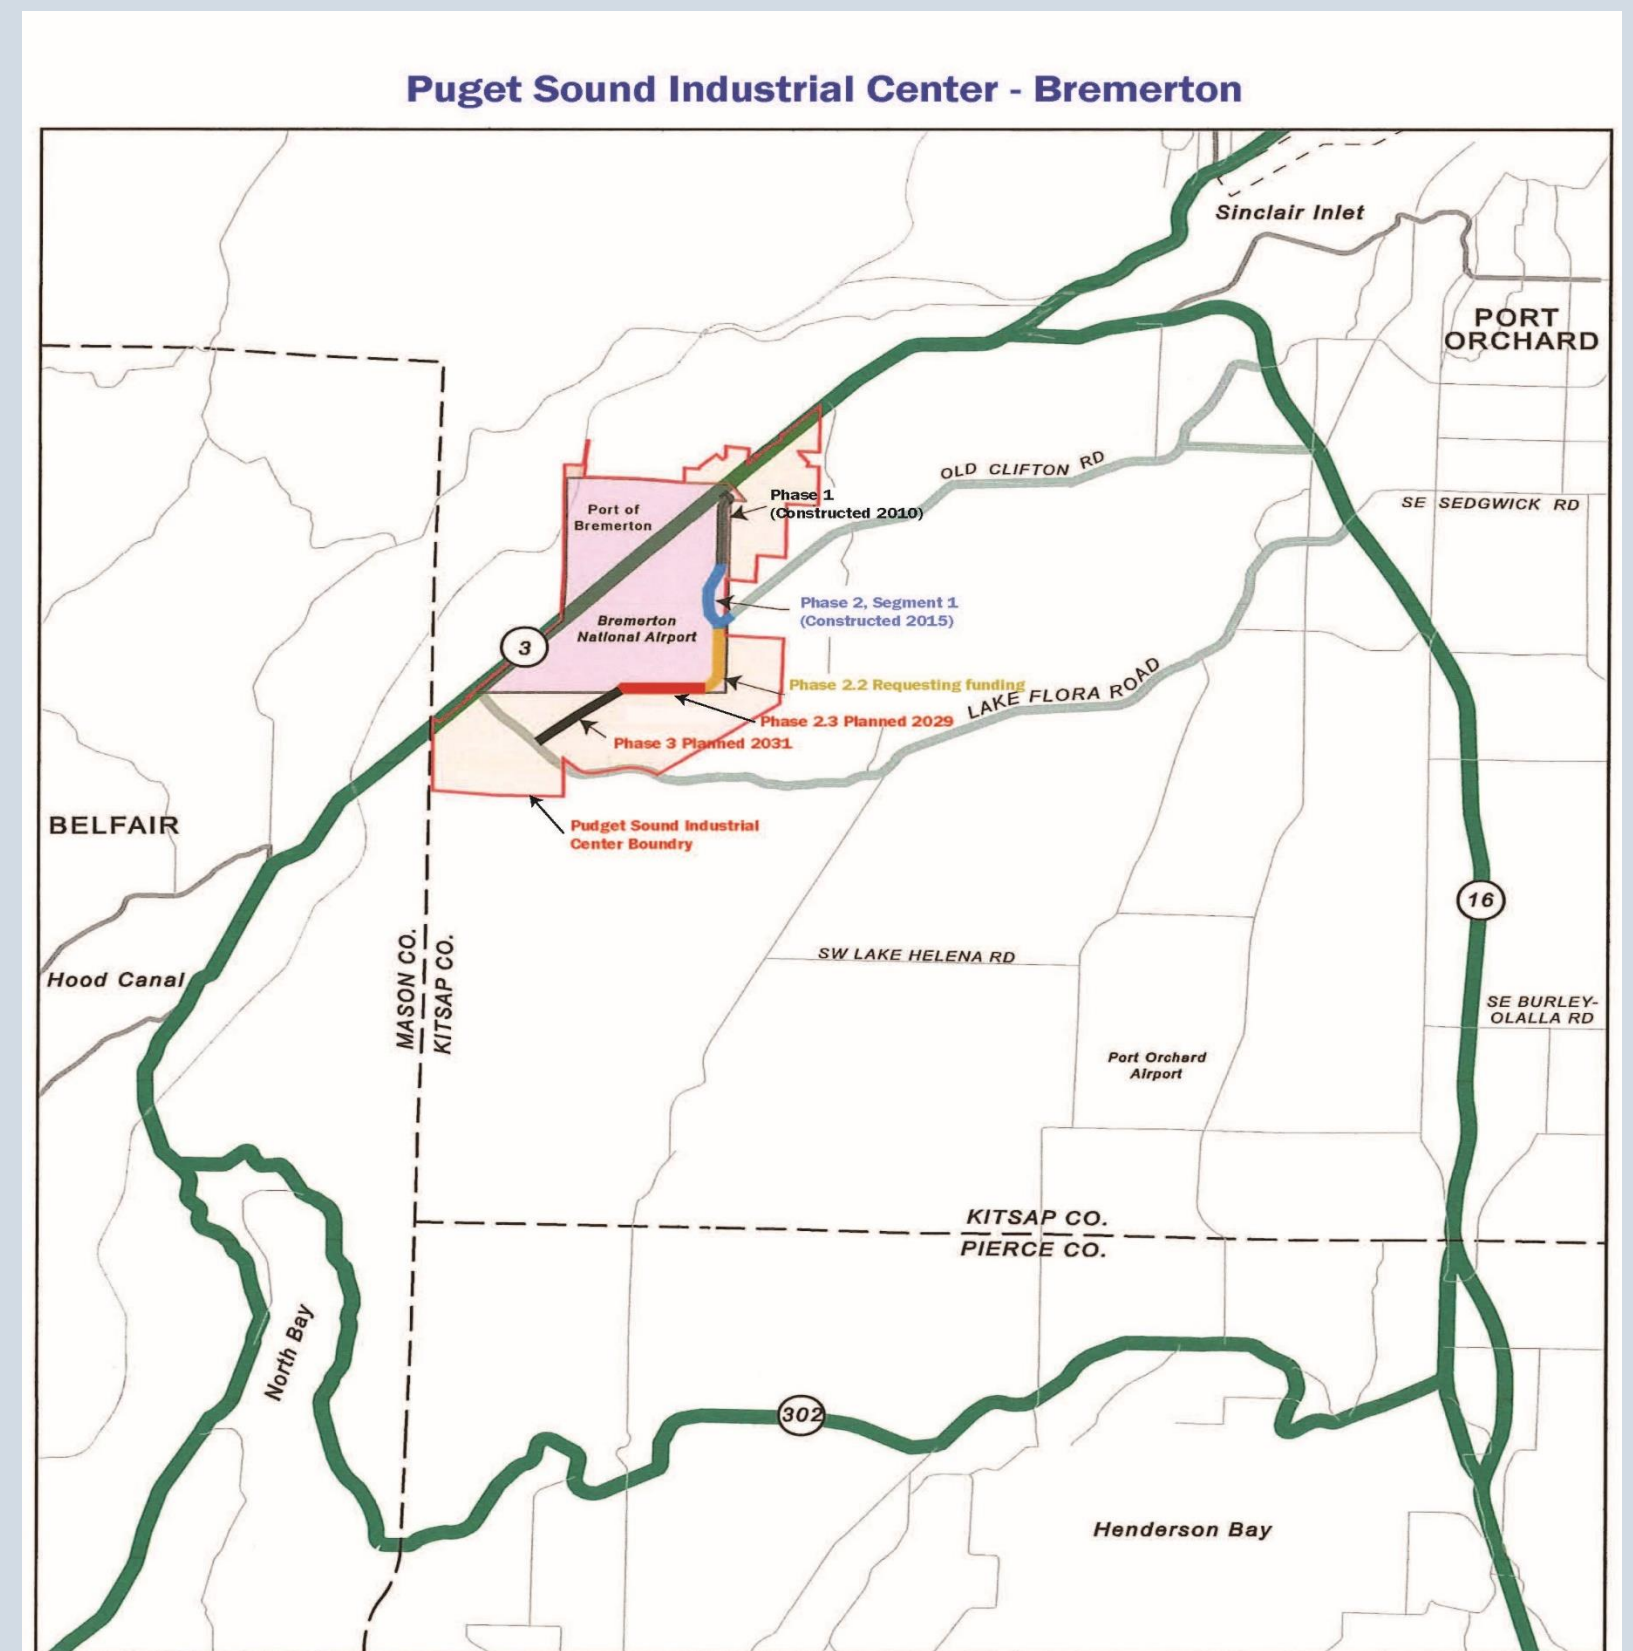 Puget Sound Industrial Center - Bremerton
Sinclair Inlet
PORT
ORCHARD
OLD CLIFTON RD
SE SEDGWICK RD
Phase 1
(Constructed 2010)
Port of
Bremerton
Phase 2, Segment 1
(Constructed 2015)
Bremerton
National Airport
3
Phase 2.2 Requesting funding
LAKE FLORA ROAD
Phase 2.3 Planned 2029
Phase 3 Planned 2031
BELFAIR
Pudget Sound Industrial
Center Boundry
16
MASON CO.
KITSAP CO.
SW LAKE HELENA RD
Hood Canal
SE BURLEY-
OLALLA RD
Port Orchard
Airport
KITSAP CO.
PIERCE CO.
North Bay
302
Henderson Bay